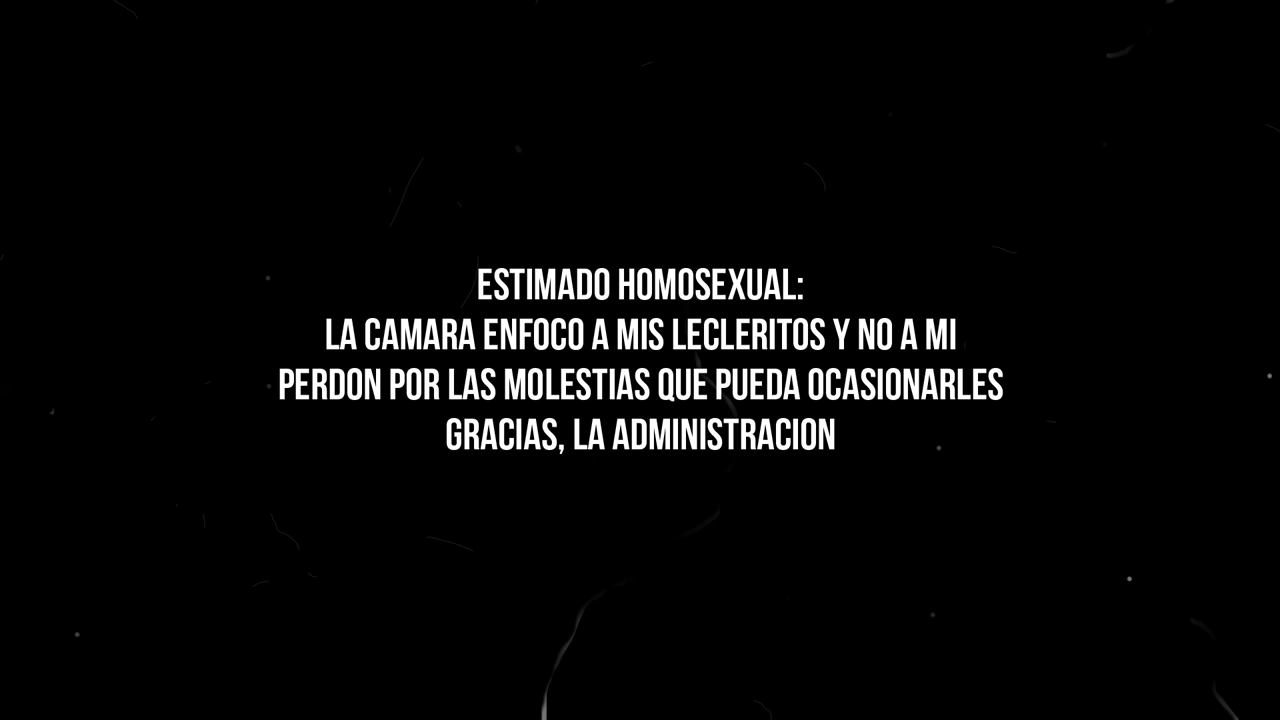 ESTIMADO HOMOSEXUAL:
LA CAMARA ENFOCO A MIS LECLERITOS Y NO A MI
PERDON POR LAS MOLESTIAS QUE PUEDA OCASIONARLES
GRACIAS, LA ADMINISTRACION